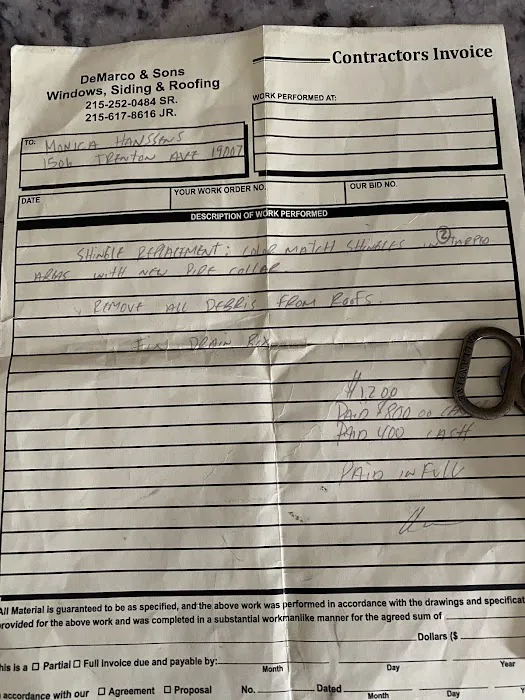 Contractors Invoice
DeMarco & Sons
Windows, Siding & Roofing
215-252-0484 SR.
215-617-8616 JR.
WORK PERFORMED AT:
TO: MONICA HANSSENS
1506 TRENTON AVE 19007
DATE
YOUR WORK ORDER NO.
OUR BID NO.
DESCRIPTION OF WORK PERFORMED
SHINGLE REPLACEMENT: COLOR MATCH SHINGLES IN 2 TARPED
AREAS WITH NEW PIPE COLLAR
REMOVE ALL DEBRIS FROM ROOFS.
DRAIN
$1200
PAID $800 00
PAID 400 CASH
PAID IN FULL
All Material is guaranteed to be as specified, and the above work was performed in accordance with the drawings and specificat
rovided for the above work and was completed in a substantial workmanlike manner for the agreed sum of
Dollars ($
his is a ☐ Partial ☐ Full Invoice due and payable by:
Month Day Year
accordance with our ☐ Agreement ☐ Proposal No. Dated
Month Day Y